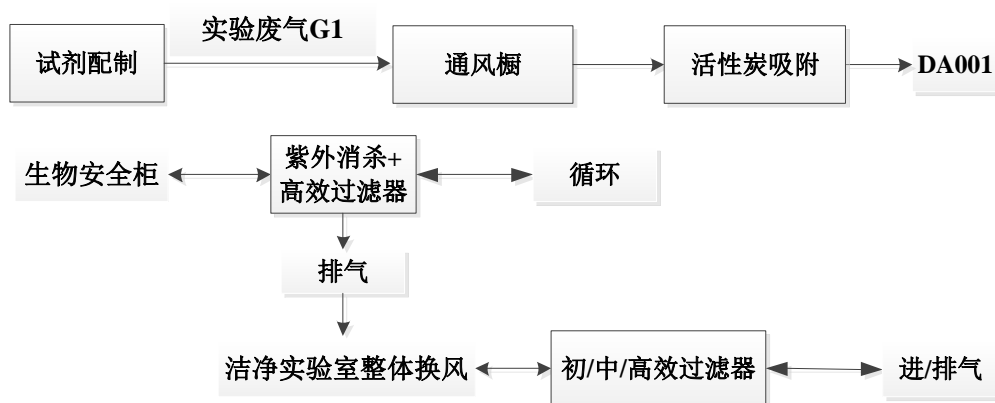 实验废气G1
试剂配制
通风橱
活性炭吸附
DA001
生物安全柜
紫外消杀+
高效过滤器
循环
排气
洁净实验室整体换风
初/中/高效过滤器
进/排气